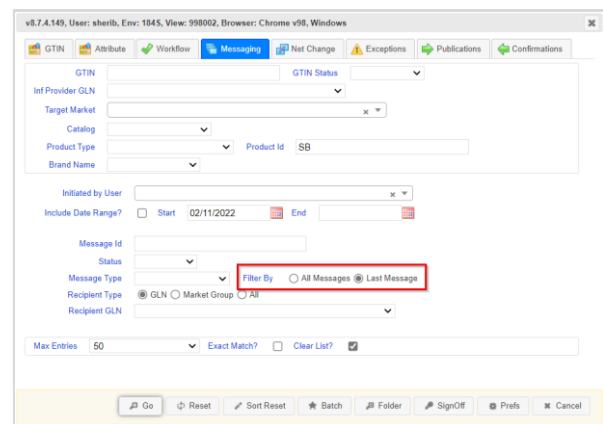 v8.7.4.149, User: sherib, Env: 1845, View: 998002, Browser: Chrome v98, Windows
GTIN Attribute Workflow Messaging Net Change Exceptions Publications Confirmations
GTIN GTIN Status
Inf Provider GLN
Target Market
Catalog
Product Type Product Id SB
Brand Name
Initiated by User
Include Date Range? Start 02/11/2022 End
Message Id
Status
Message Type Filter By All Messages Last Message
Recipient Type GLN Market Group All
Recipient GLN
Max Entries 50 Exact Match? Clear List?
Go Reset Sort Reset Batch Folder SignOff Prefs Cancel